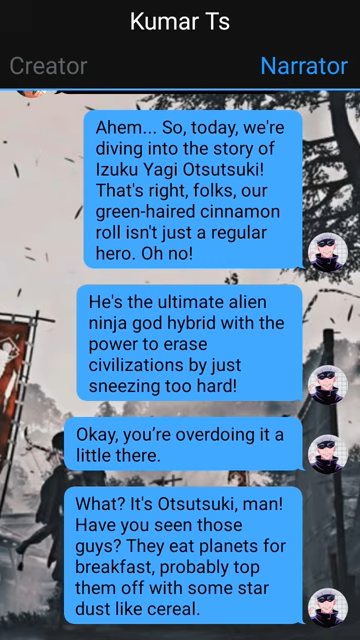 Kumar Ts
Creator
Narrator
Ahem... So, today, we're
diving into the story of
Izuku Yagi Otsutsuki!
That's right, folks, our
green-haired cinnamon
roll isn't just a regular
hero. Oh no!
He's the ultimate alien
ninja god hybrid with the
power to erase
civilizations by just
sneezing too hard!
Okay, you're overdoing it a
little there.
What? It's Otsutsuki, man!
Have you seen those
guys? They eat planets for
breakfast, probably top
them off with some star
dust like cereal.